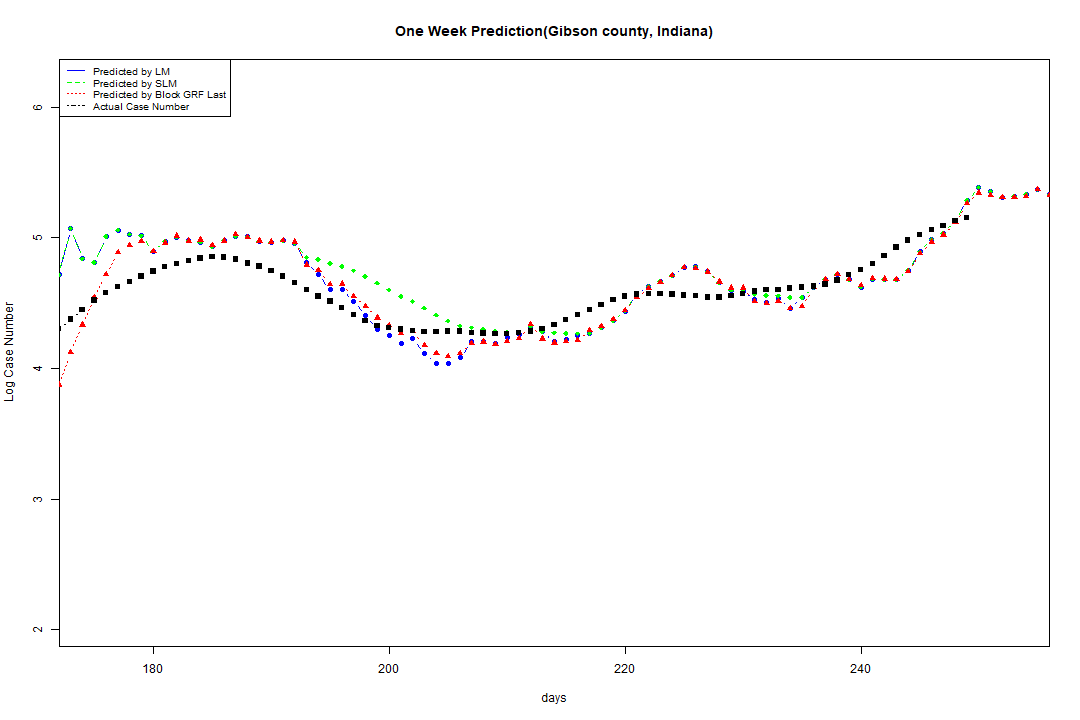 One Week Prediction(Gibson county, Indiana)
Predicted by LM
Predicted by SLM
Predicted by Block GRF Last
Actual Case Number
6
5
4
3
2
Log Case Number
180 200 220 240
days